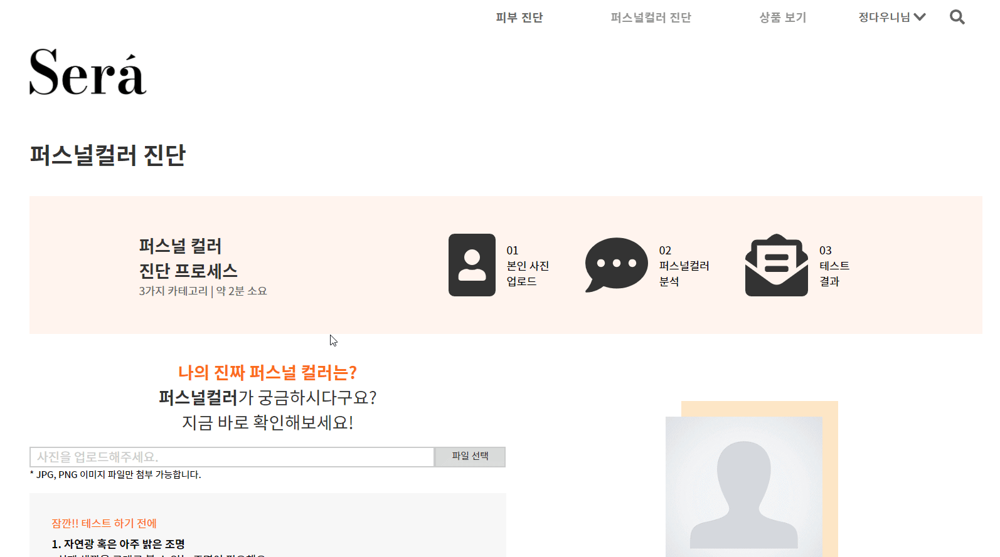 피부 진단
퍼스널컬러 진단
상품 보기
정다우니님
Será
퍼스널컬러 진단
퍼스널 컬러
진단 프로세스
3가지 카테고리 | 약 2분 소요
01
본인 사진
업로드
02
퍼스널컬러
분석
03
테스트
결과
나의 진짜 퍼스널 컬러는?
퍼스널컬러가 궁금하시다구요?
지금 바로 확인해보세요!
사진을 업로드해주세요.
파일 선택
* JPG, PNG 이미지 파일만 첨부 가능합니다.
잠깐!! 테스트 하기 전에
1. 자연광 혹은 아주 밝은 조명